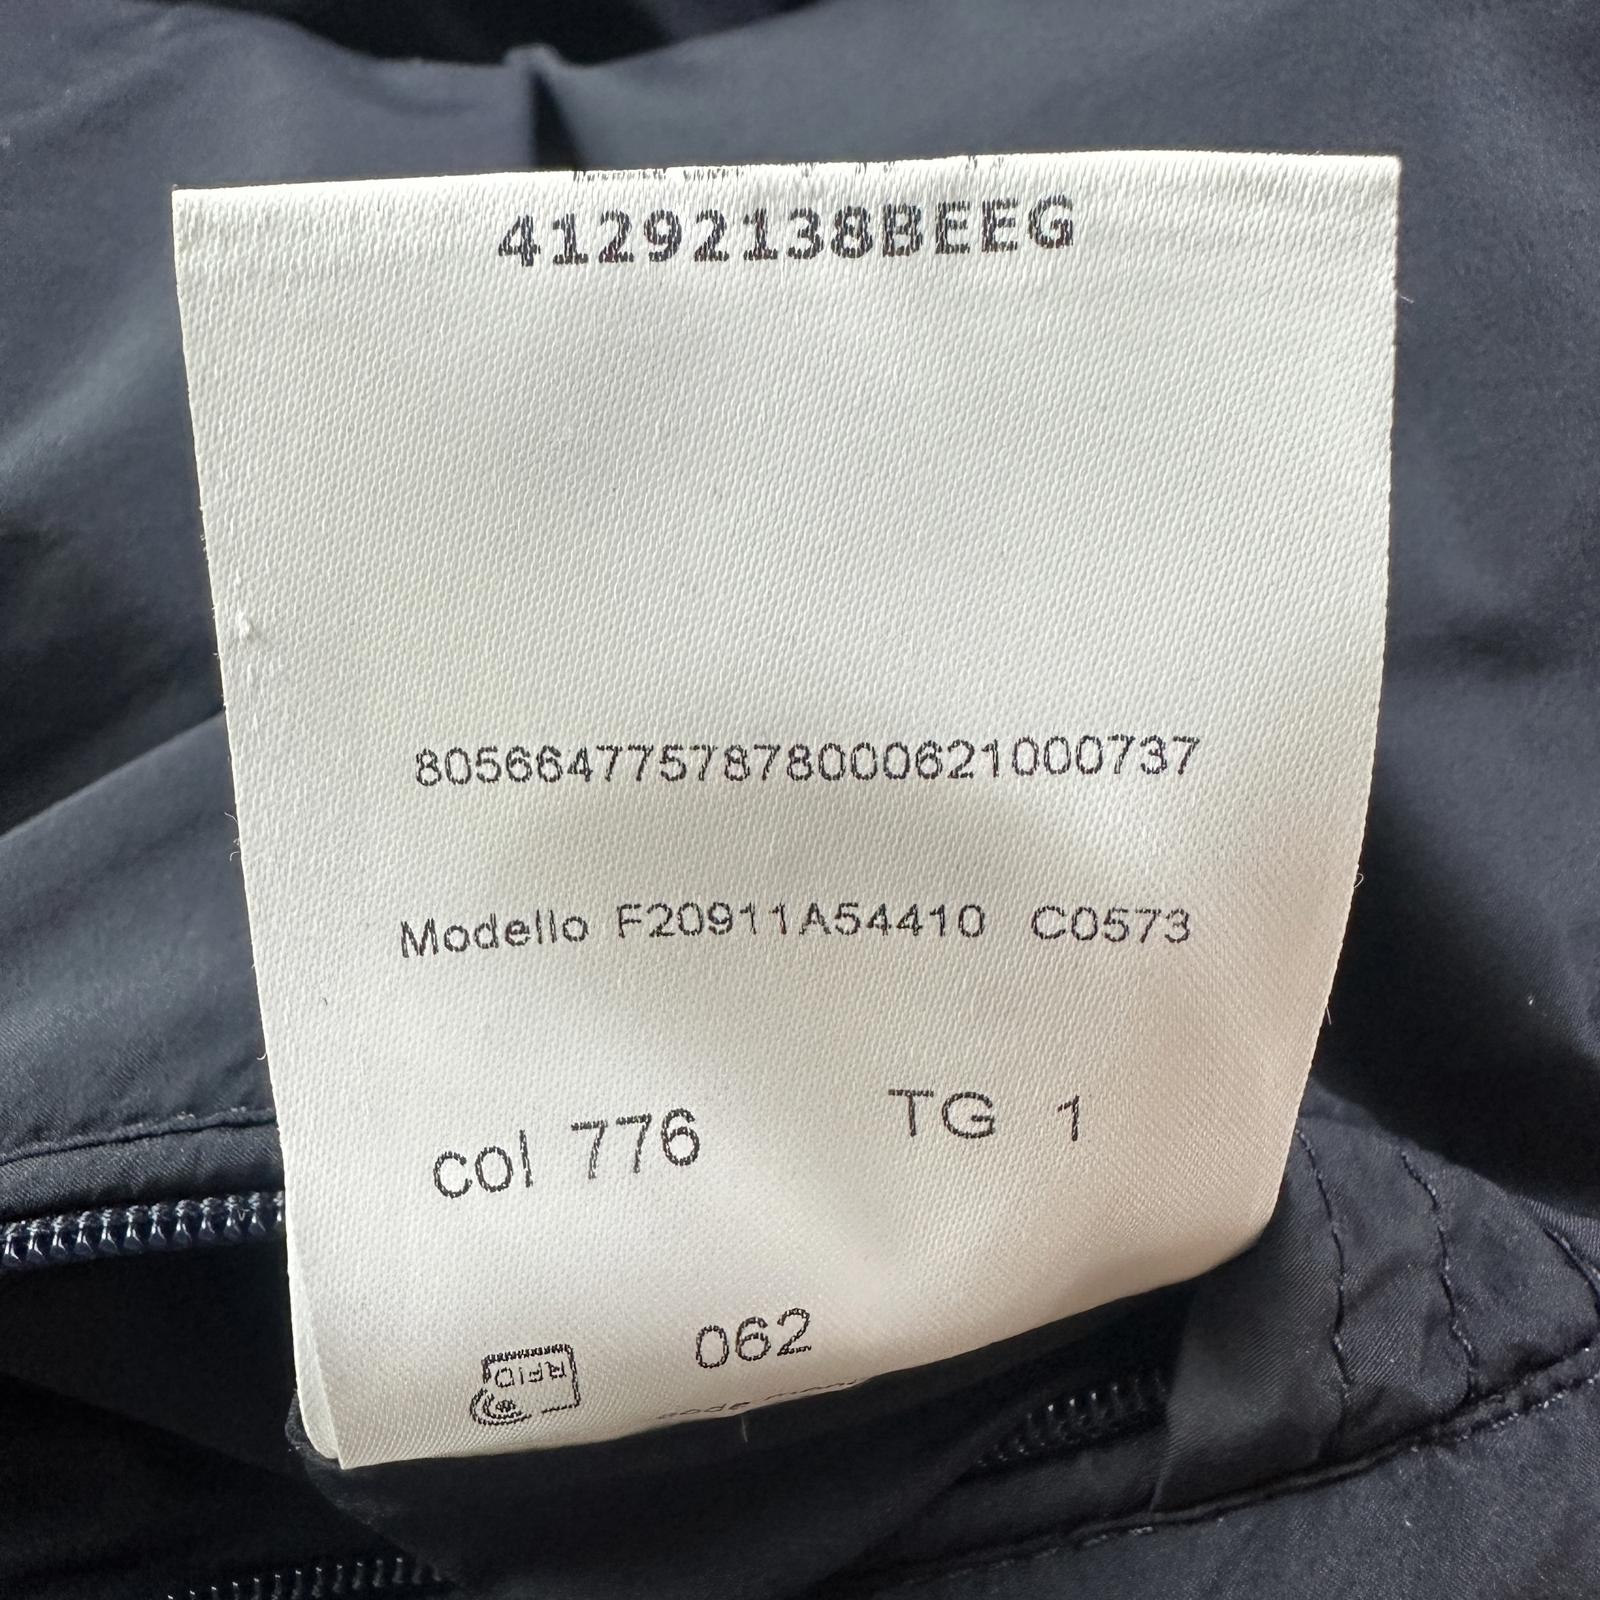 41292138BEEG
8056647757878000621000737
Modello F20911A54410 C0573
col 776 TG 1
062
RFID